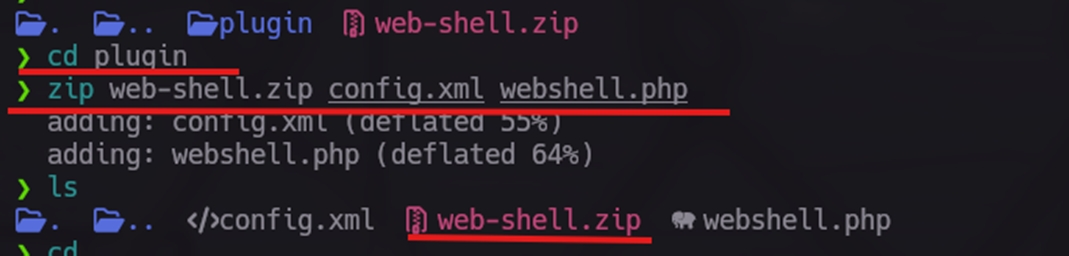 . .. plugin web-shell.zip
❯ cd plugin
❯ zip web-shell.zip config.xml webshell.php
adding: config.xml (deflated 55%)
adding: webshell.php (deflated 64%)
❯ ls
. .. </>config.xml web-shell.zip webshell.php
❯ cd